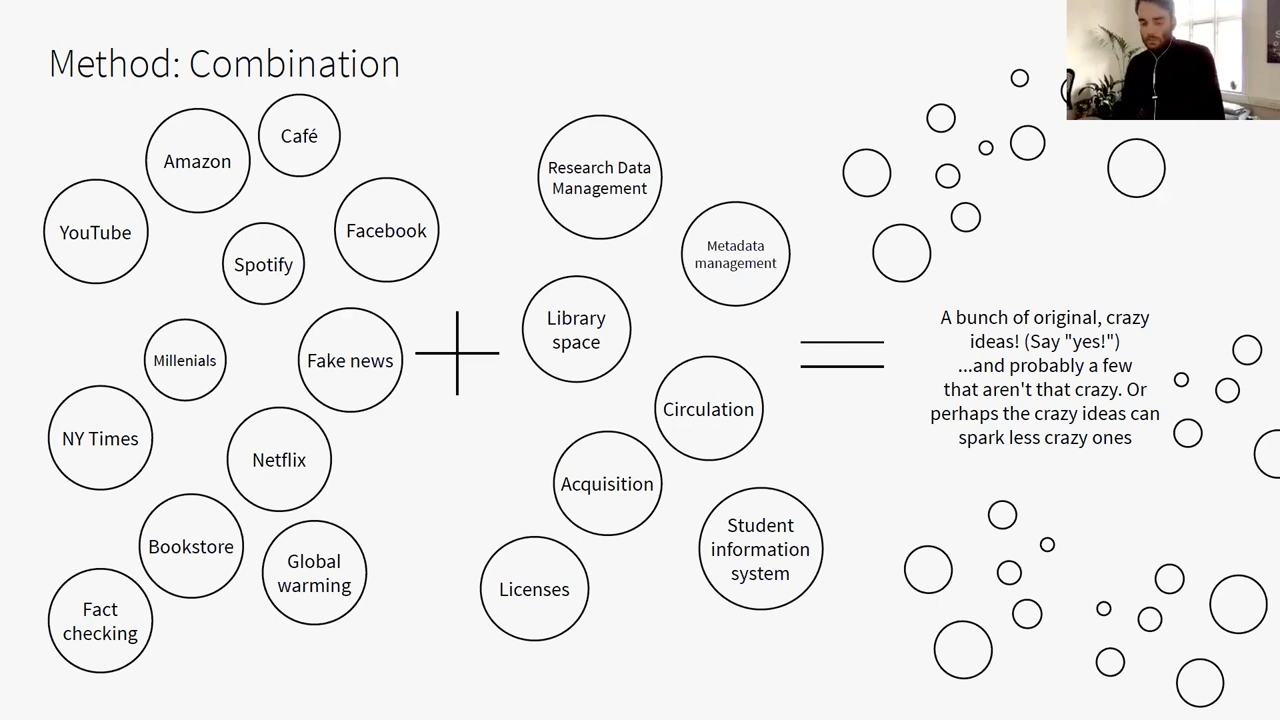 Method: Combination
Café
Amazon
YouTube
Facebook
Spotify
Millenials
Fake news
NY Times
Netflix
Bookstore
Global
warming
Fact
checking
Research Data
Management
Metadata
management
Library
space
Circulation
Acquisition
Student
information
system
Licenses
A bunch of original, crazy
ideas! (Say "yes!")
...and probably a few
that aren't that crazy. Or
perhaps the crazy ideas can
spark less crazy ones